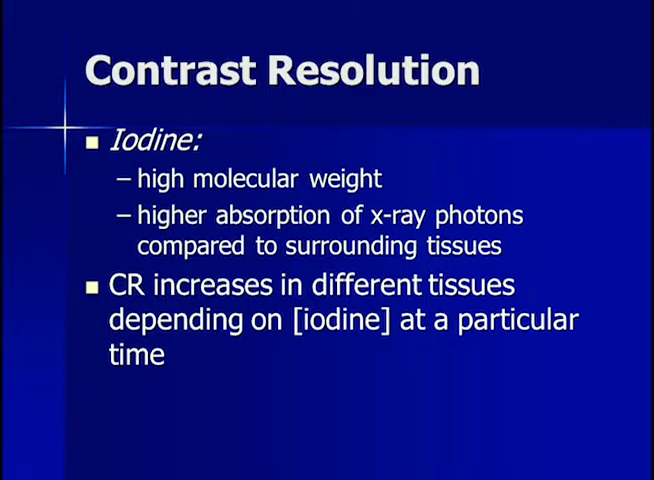 Contrast Resolution
Iodine:
– high molecular weight
– higher absorption of x-ray photons
compared to surrounding tissues
CR increases in different tissues
depending on [iodine] at a particular
time